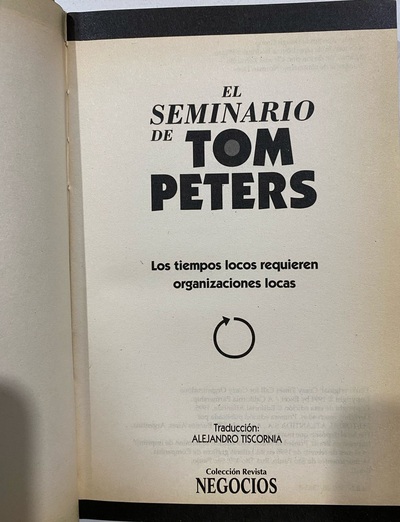 EL
SEMINARIO
DE TOM
PETERS
Los tiempos locos requieren
organizaciones locas
Traducción:
ALEJANDRO TISCORNIA
Colección Revista
NEGOCIOS